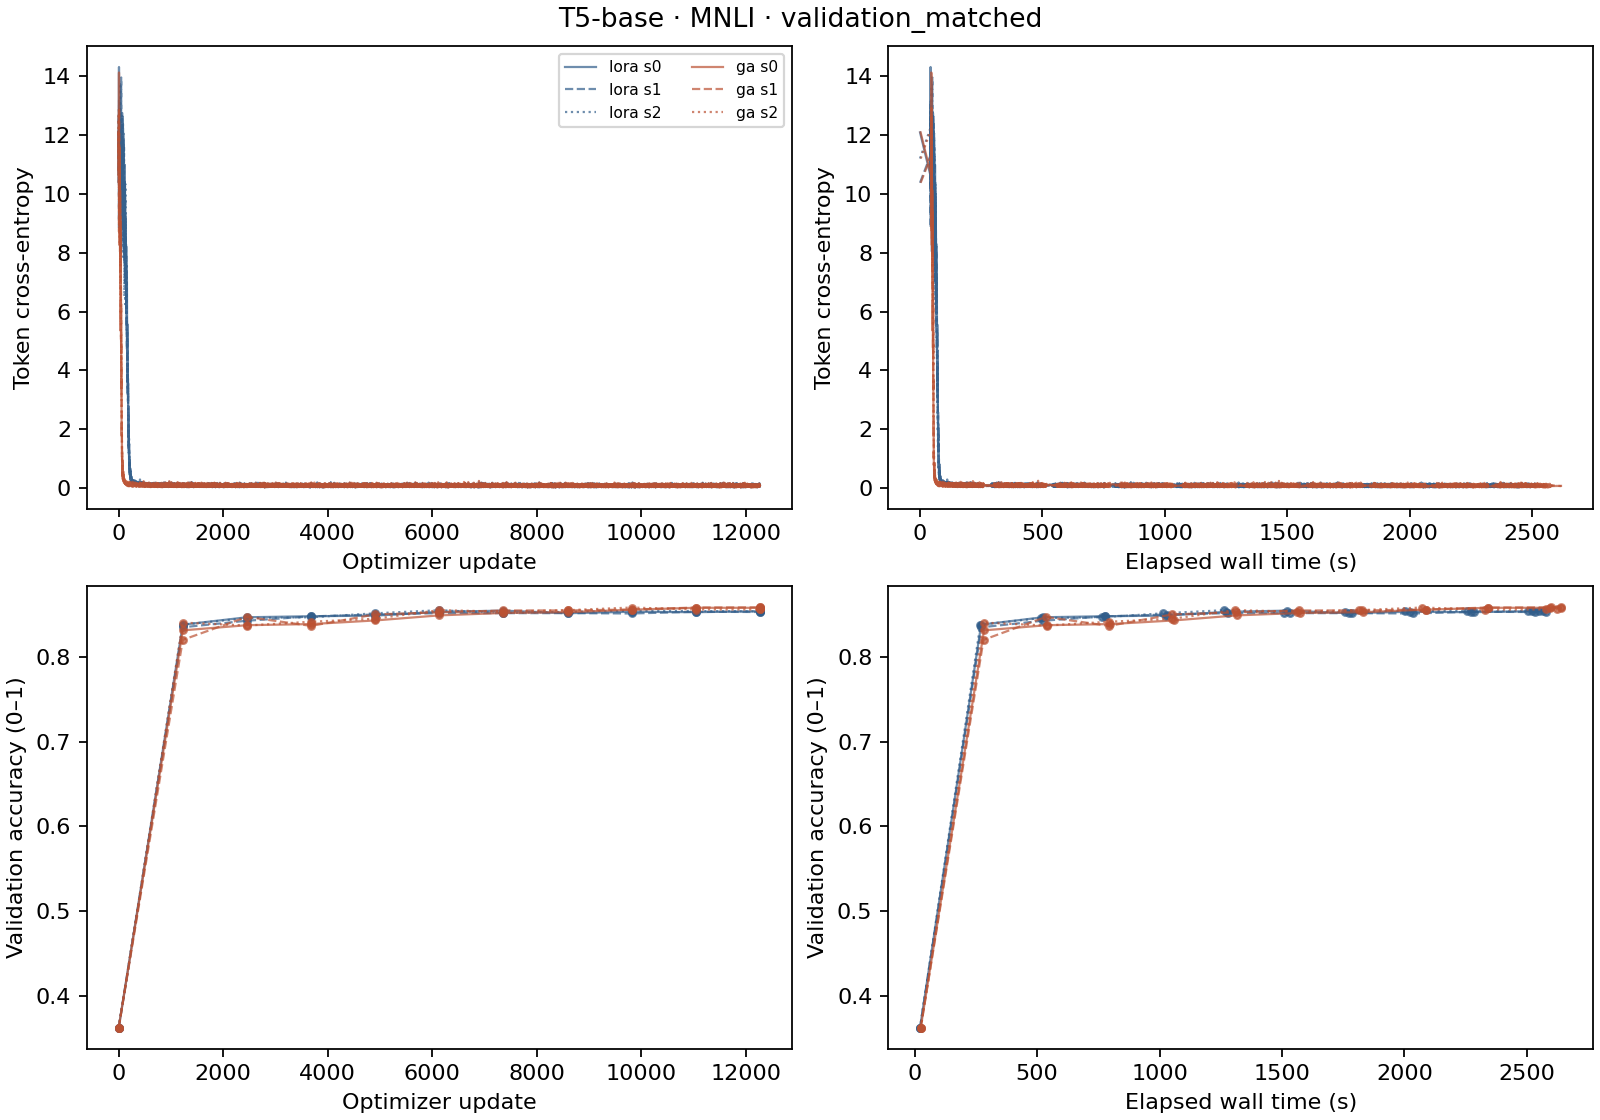 T5-base · MNLI · validation_matched
14
12
10
8
6
4
2
0
Token cross-entropy
0 2000 4000 6000 8000 10000 12000
Optimizer update
lora s0 ga s0
lora s1 ga s1
lora s2 ga s2
14
12
10
8
6
4
2
0
Token cross-entropy
0 500 1000 1500 2000 2500
Elapsed wall time (s)
0.8
0.7
0.6
0.5
0.4
Validation accuracy (0–1)
0 2000 4000 6000 8000 10000 12000
Optimizer update
0.8
0.7
0.6
0.5
0.4
Validation accuracy (0–1)
0 500 1000 1500 2000 2500
Elapsed wall time (s)